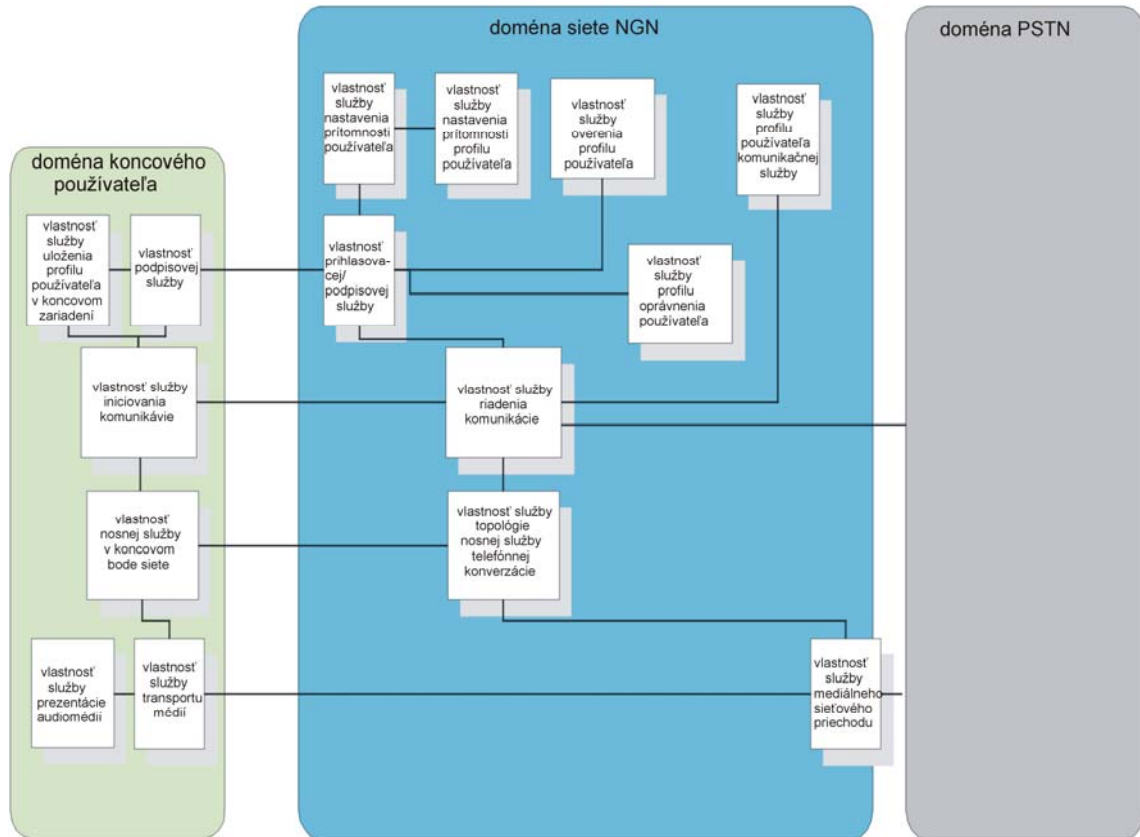 doména siete NGN
doména PSTN
vlastnosť
služby
nastavenia
prítomnosti
používateľa
vlastnosť
služby
nastavenia
prítomnosti
profilu
používateľa
vlastnosť
služby
overenia
profilu
používateľa
vlastnosť
služby
profilu
používateľa
komunikačnej
služby
doména koncového
používateľa
vlastnosť
služby
uloženia
profilu
používateľa
v koncovom
zariadení
vlastnosť
podpisovej
služby
vlastnosť
prihlasova-
cej/
podpisovej
služby
vlastnosť
služby
profilu
oprávnenia
používateľa
vlastnosť služby
iniciovania
komunikávie
vlastnosť služby
riadenia
komunikácie
vlastnosť
nosnej služby
v koncovom
bode siete
vlastnosť služby
topológie
nosnej služby
telefónnej
konverzácie
vlastnosť
služby
prezentácie
audiomédií
vlastnosť
služby
transportu
médií
vlastnosť
služby
mediálneho
sieťového
priechodu